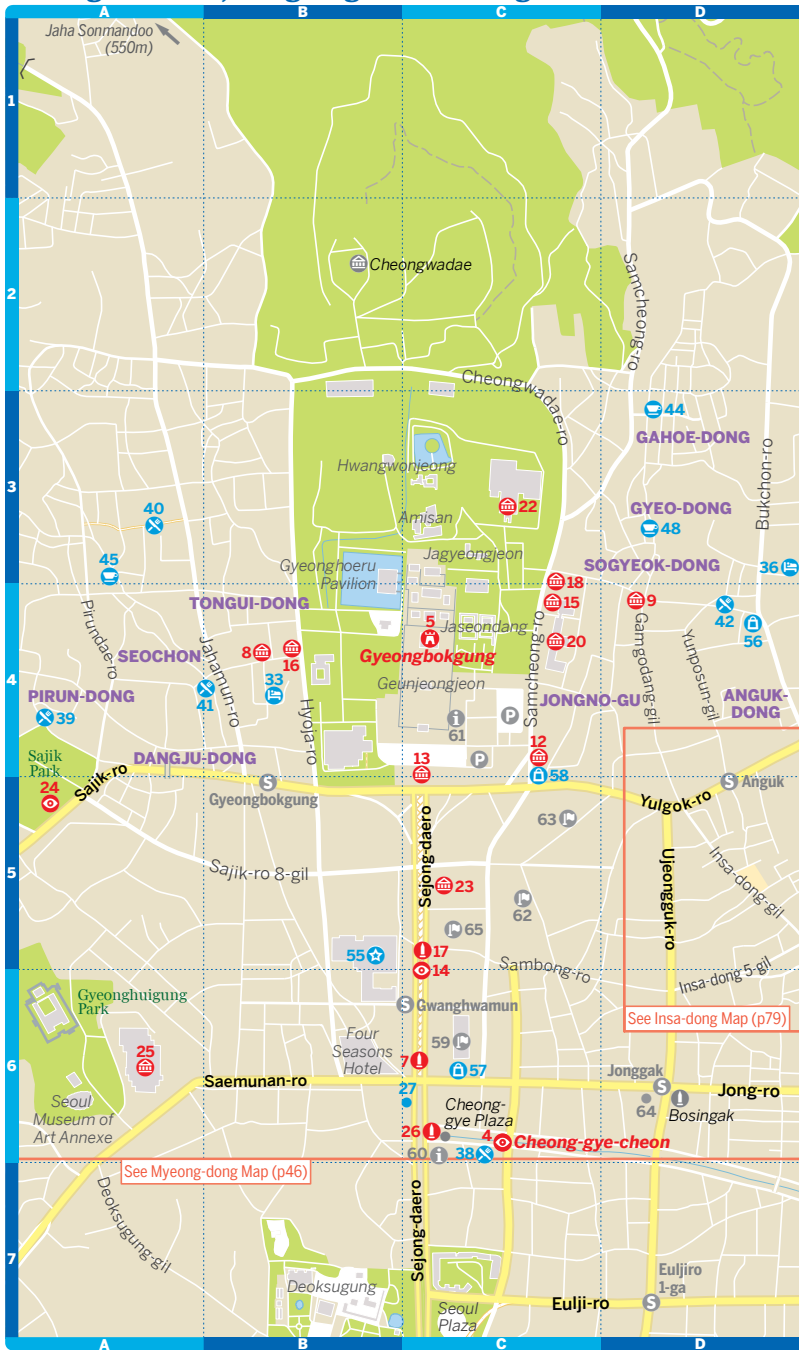 A
B
C
D
Jaha Sonmandoo
(550m)
1
Cheongwadae
2
Samcheong-ro
Cheongwadae-ro
44
GAHOE-DONG
Hwangwonjeong
Bukchon-ro
3
22
40
Amisan
GYEO-DONG
48
Jagyeongjeon
45
Gyeonghoeru
Pavilion
SOGYEOK-DONG
36
18
TONGUI-DONG
15
9
42
56
Pirundae-ro
5
Jaseondang
SEOCHON
8
16
Gyeongbokgung
20
Gamgodang-gil
Yunposun-gil
Jahamun-ro
33
Geunjeongjeon
Samcheong-ro
4
PIRUN-DONG
39
41
Hyoja-ro
61
P
JONGNO-GU
ANGUK-
DONG
Sajik
Park
DANGJU-DONG
13
P
12
58
24
Sajik-ro
S
Gyeongbokgung
S
Anguk
Yulgok-ro
63
Sejong-daero
Ujeongguk-ro
Insa-dong-gil
5
Sajik-ro 8-gil
23
62
65
55
17
14
Sambong-ro
Insa-dong 5-gil
Gyeonghuigung
Park
S
Gwanghwamun
See Insa-dong Map (p79)
Four
Seasons
Hotel
59
6
25
7
57
Jonggak
S
Saemunan-ro
Jong-ro
27
64
Bosingak
Seoul
Museum of
Art Annexe
Cheong-
gye Plaza
26
4
Cheong-gye-cheon
60
38
See Myeong-dong Map (p46)
Deoksugung-gil
Sejong-daero
7
Deoksugung
Euljiro
1-ga
Seoul
Plaza
Eulji-ro
S
A
B
C
D